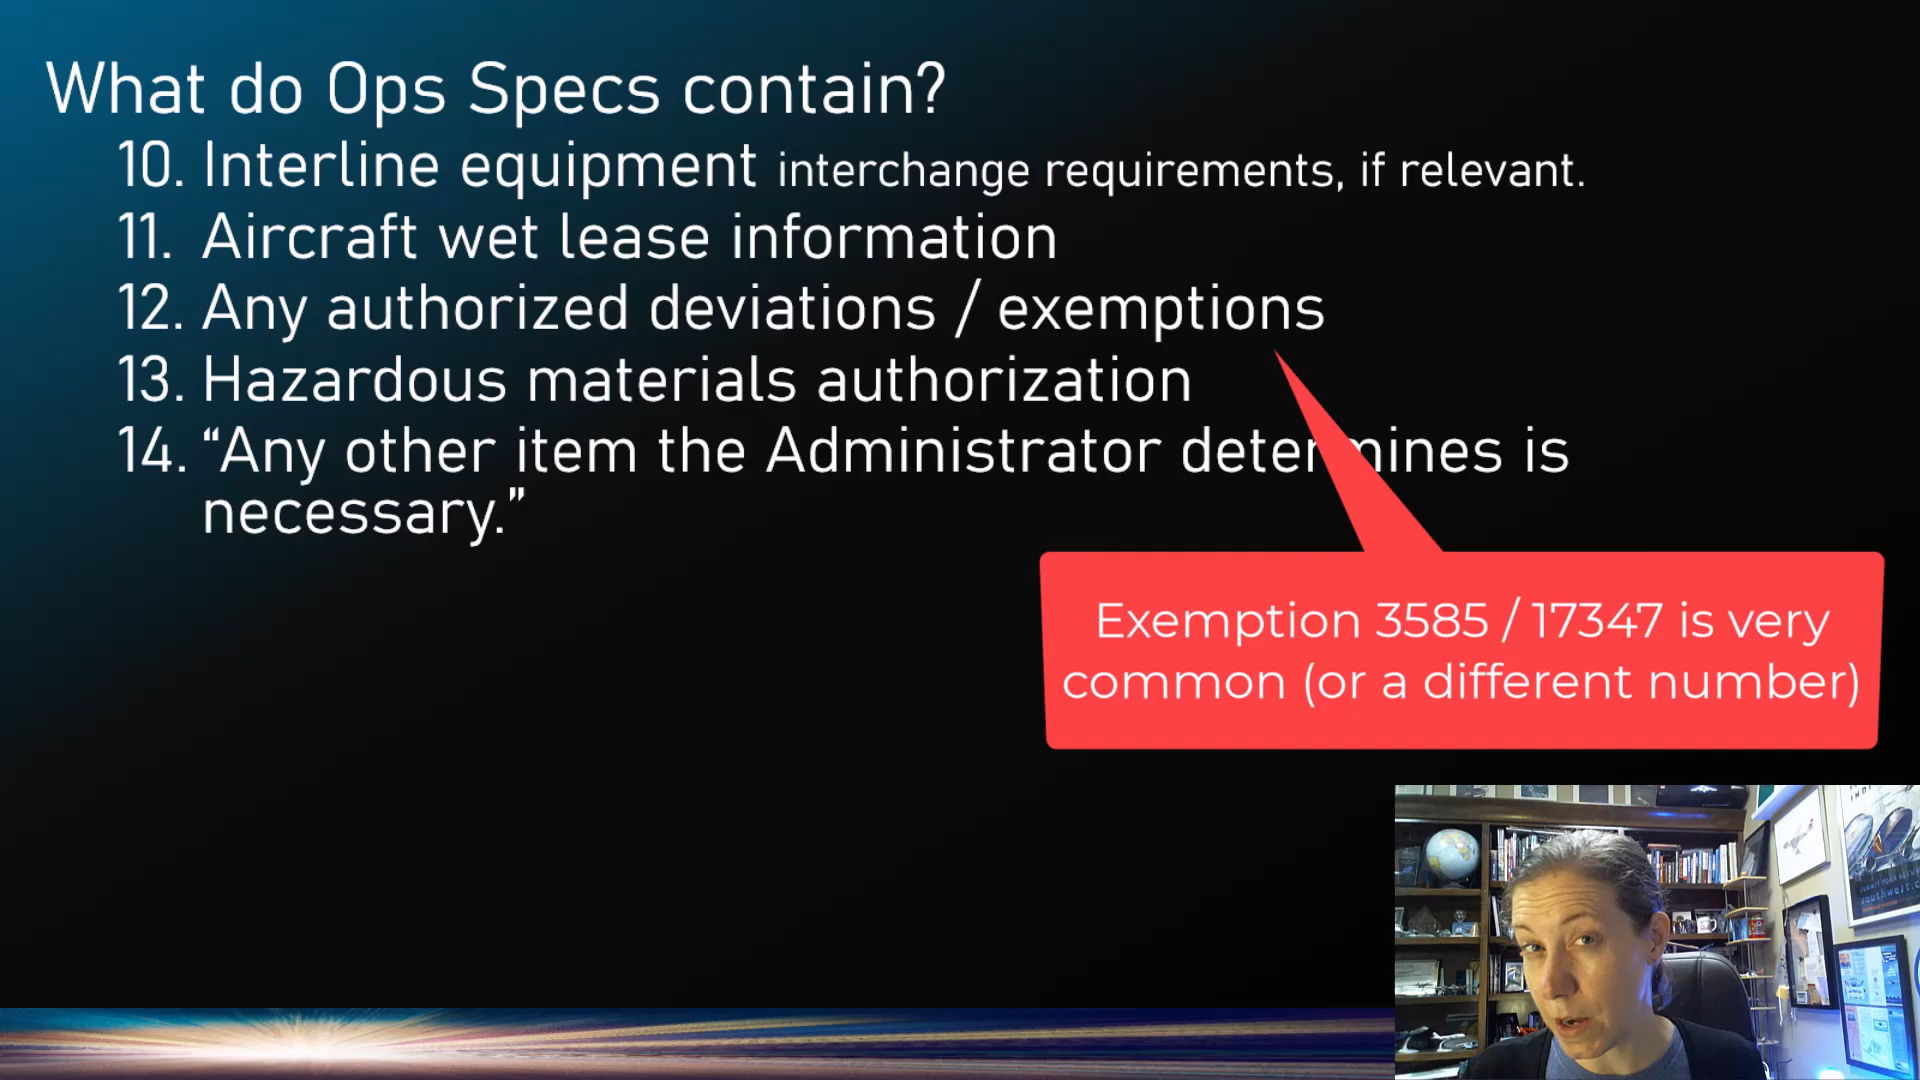 What do Ops Specs contain?
10. Interline equipment interchange requirements, if relevant.
11. Aircraft wet lease information
12. Any authorized deviations / exemptions
13. Hazardous materials authorization
14. “Any other item the Administrator determines is
necessary.”
Exemption 3585 / 17347 is very
common (or a different number)